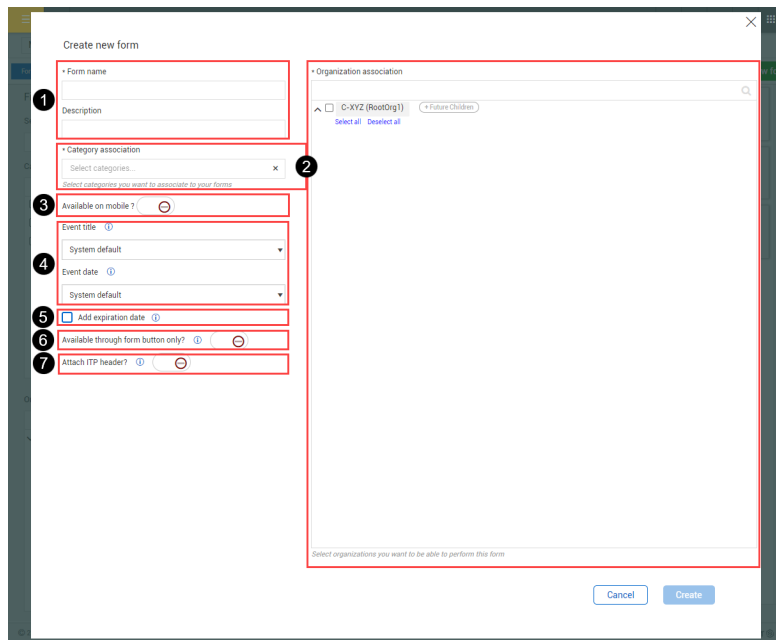 Create new form
* Form name
1
Description
* Category association
Select categories...
×
2
Select categories you want to associate to your forms
3
Available on mobile ?
Event title
System default
4
Event date
System default
5
Add expiration date
6
Available through form button only?
7
Attach ITP header?
* Organization association
C-XYZ (RootOrg1)
+ Future Children
Select all Deselect all
Select organizations you want to be able to perform this form
Cancel
Create